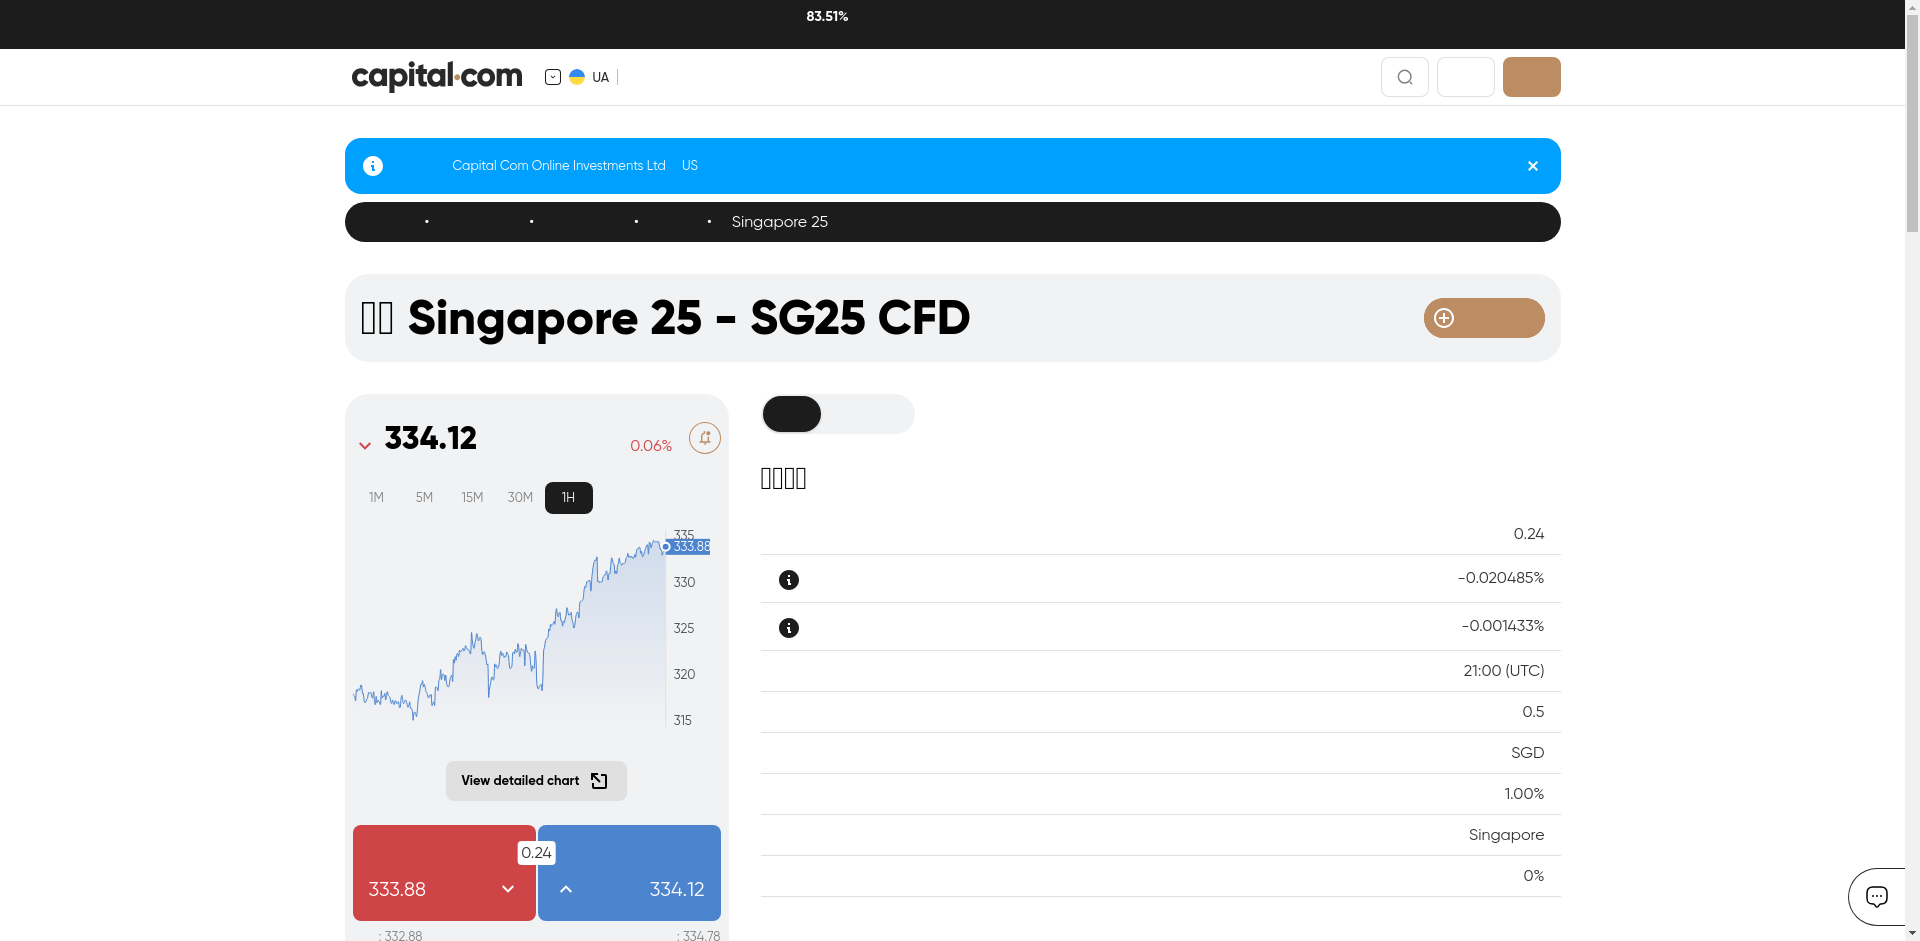 83.51%
capital.com
UA
Capital Com Online Investments Ltd US
• • • • Singapore 25
Singapore 25 - SG25 CFD
334.12
0.06%
1M 5M 15M 30M 1H
335
333.88
330
325
320
315
View detailed chart
0.24
333.88
334.12
: 332.88
: 334.78
0.24
-0.020485%
-0.001433%
21:00 (UTC)
0.5
SGD
1.00%
Singapore
0%